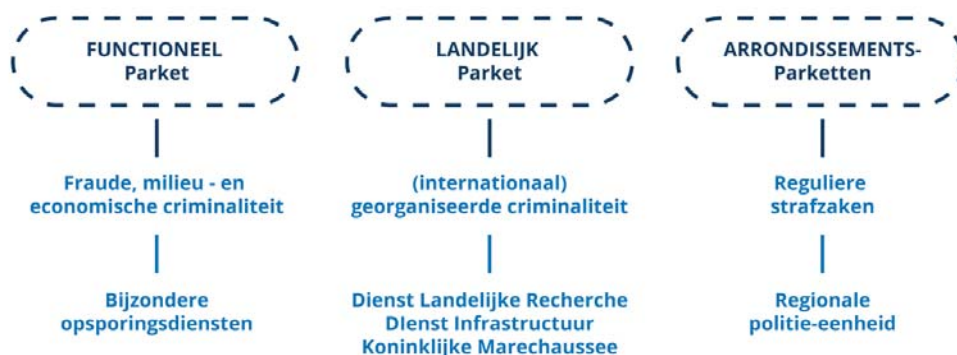 FUNCTIONEEL
Parket
Fraude, milieu - en
economische criminaliteit
Bijzondere
opsporingsdiensten
LANDELIJK
Parket
(internationaal)
georganiseerde criminaliteit
Dienst Landelijke Recherche
DIenst Infrastructuur
Koninklijke Marechaussee
ARRONDISSEMENTS-
Parketten
Reguliere
strafzaken
Regionale
politie-eenheid